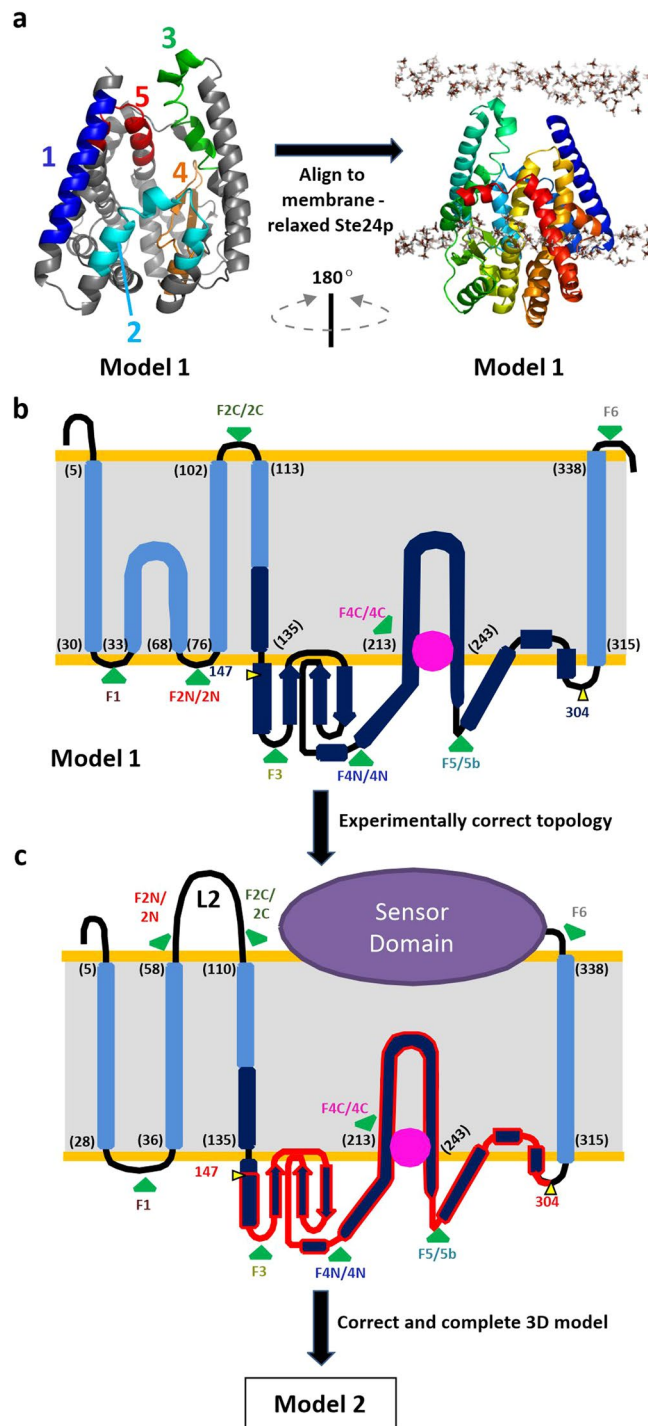 a
3
5
1
4
2
Align to
membrane -
relaxed Ste24p
180°
Model 1
Model 1
b
F2C/2C
F6
(5)
(102)
(113)
(338)
(30)
(33)
(68)
(76)
147
(135)
F4C/4C
(213)
(243)
(315)
F1
F2N/2N
304
Model 1
F3
F4N/4N
F5/5b
Experimentally correct topology
c
F2N/
2N
L2
F2C/
2C
Sensor
Domain
F6
(5)
(58)
(110)
(338)
F4C/4C
(28)
(36)
(135)
(213)
(243)
(315)
147
F1
304
F3
F4N/4N
F5/5b
Correct and complete 3D model
Model 2